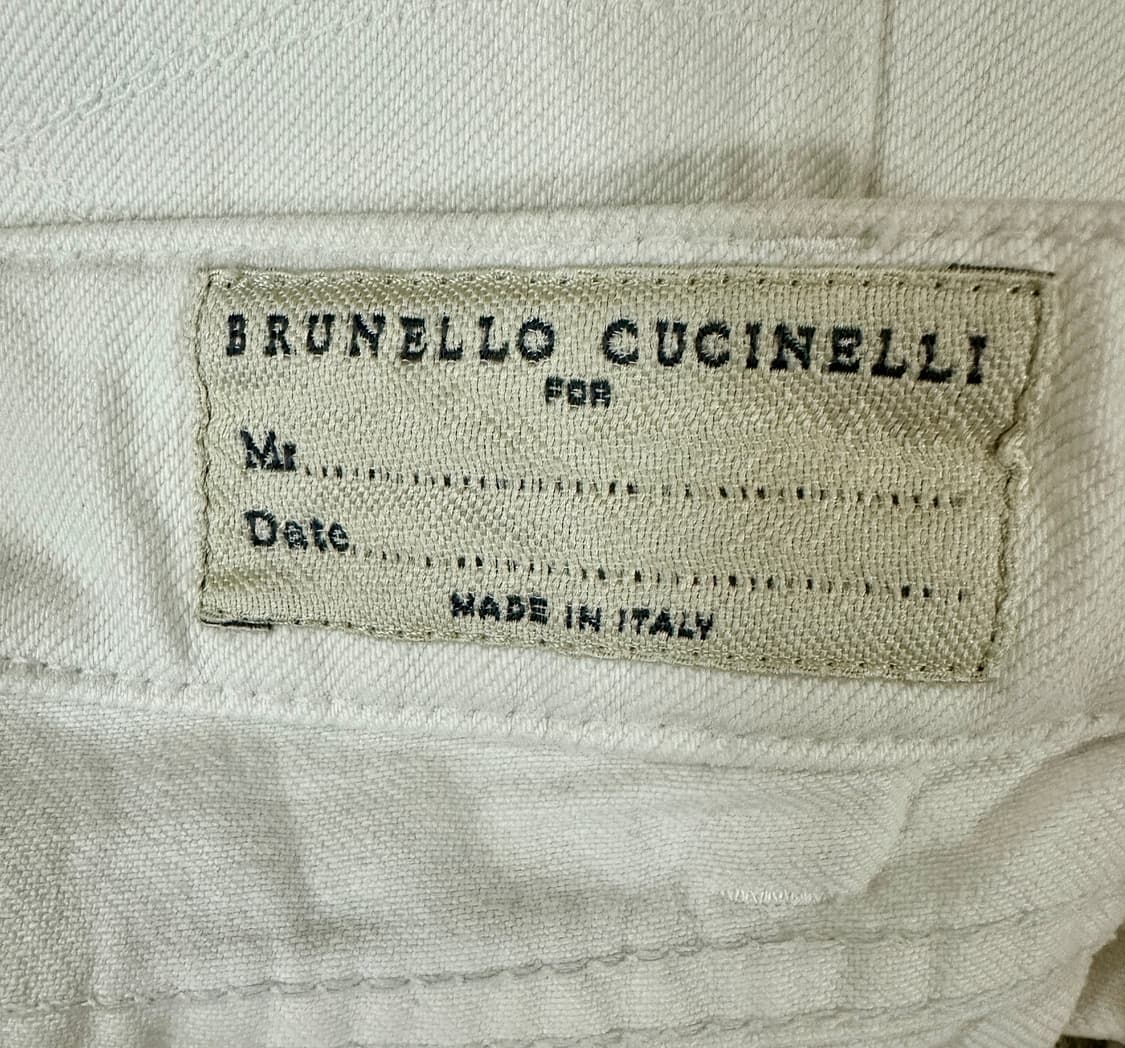 BRUNELLO CUCINELLI
FOR
Mr....................................................
Date..................................................
MADE IN ITALY